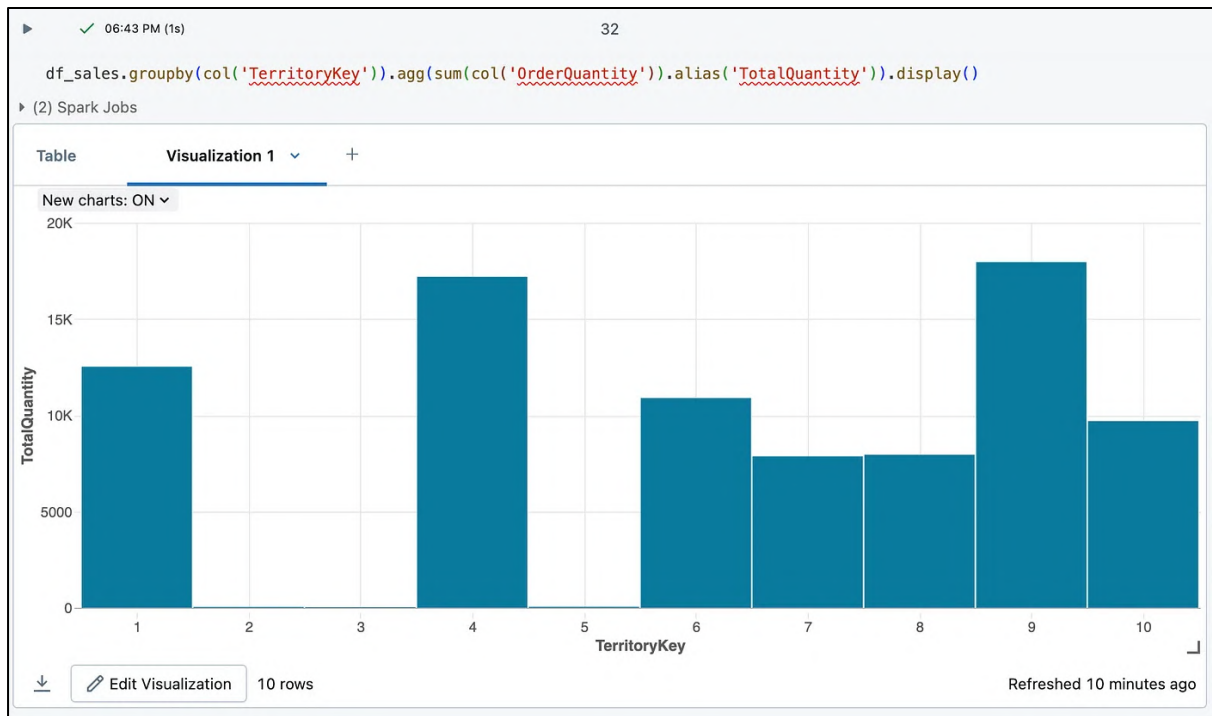 06:43 PM (1s)
32
df_sales.groupby(col('TerritoryKey')).agg(sum(col('OrderQuantity')).alias('TotalQuantity')).display()
(2) Spark Jobs
Table
Visualization 1
+
New charts: ON
20K
15K
10K
5000
0
TotalQuantity
1 2 3 4 5 6 7 8 9 10
TerritoryKey
Edit Visualization
10 rows
Refreshed 10 minutes ago